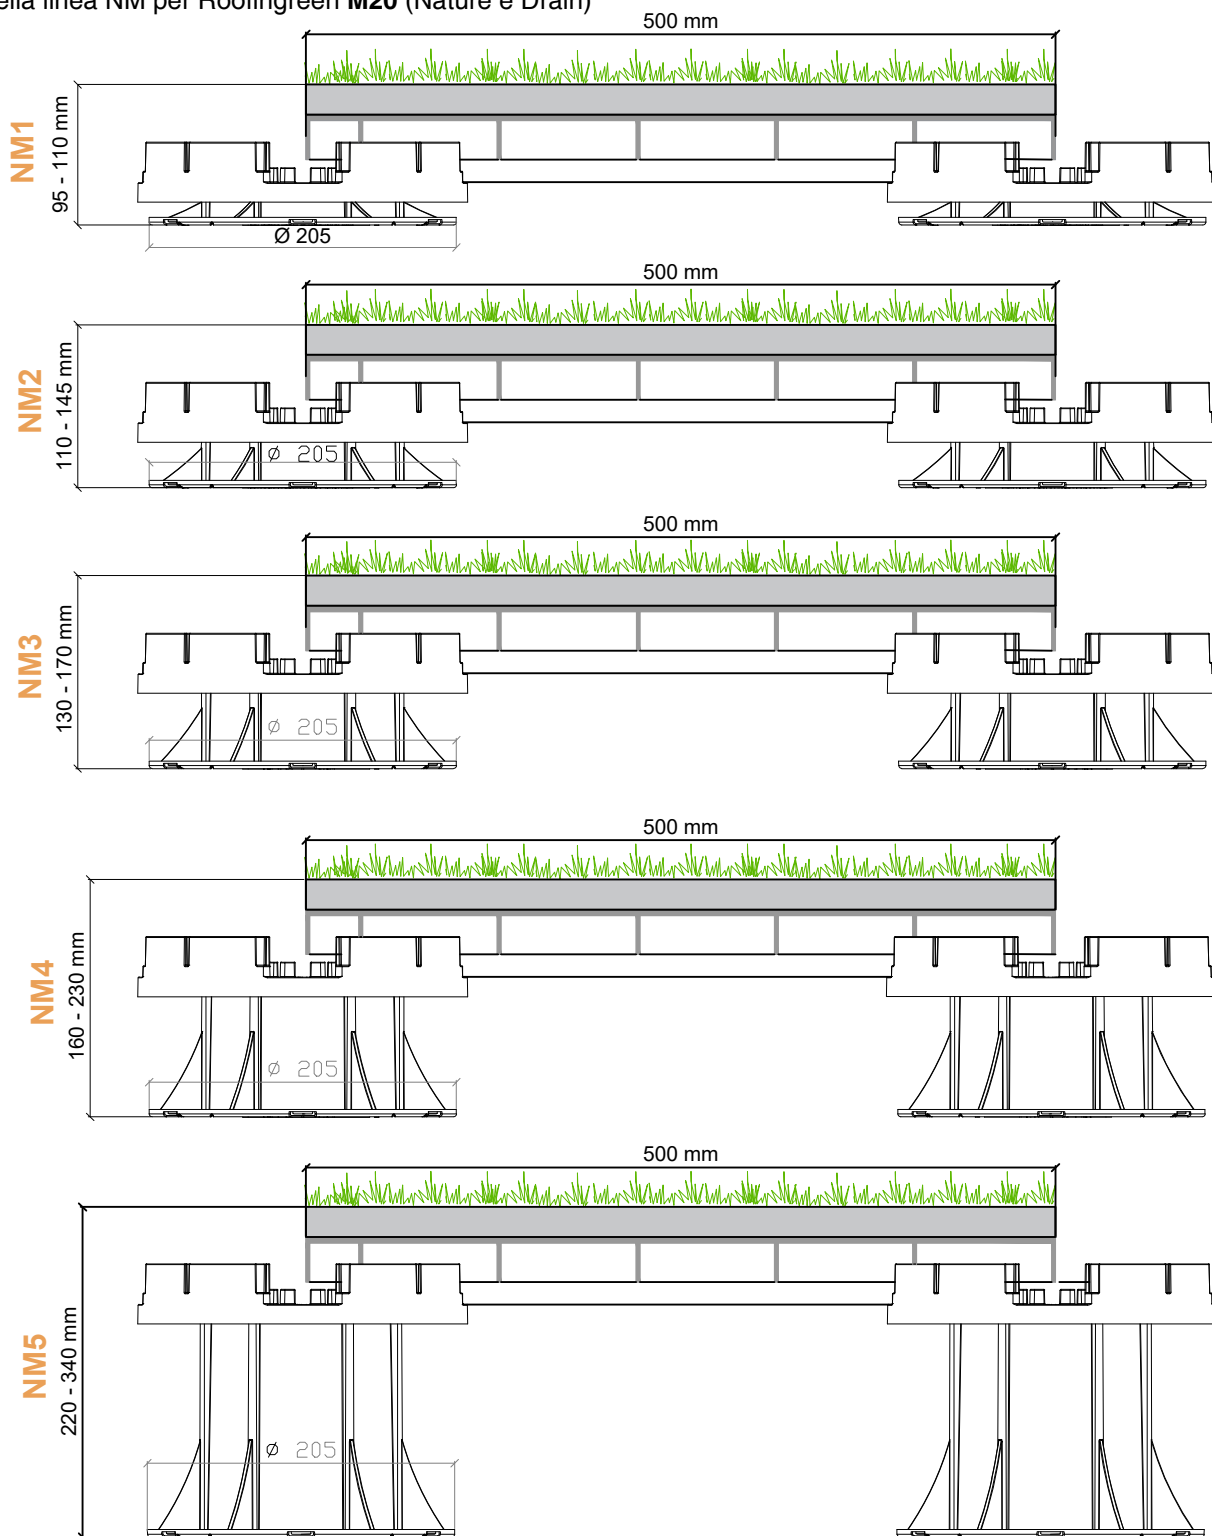 ella linea NM per Roofingreen M20 (Nature e Drain)
500 mm
NM1
95 - 110 mm
Ø 205
500 mm
NM2
110 - 145 mm
Ø 205
500 mm
NM3
130 - 170 mm
Ø 205
500 mm
NM4
160 - 230 mm
Ø 205
500 mm
NM5
220 - 340 mm
Ø 205